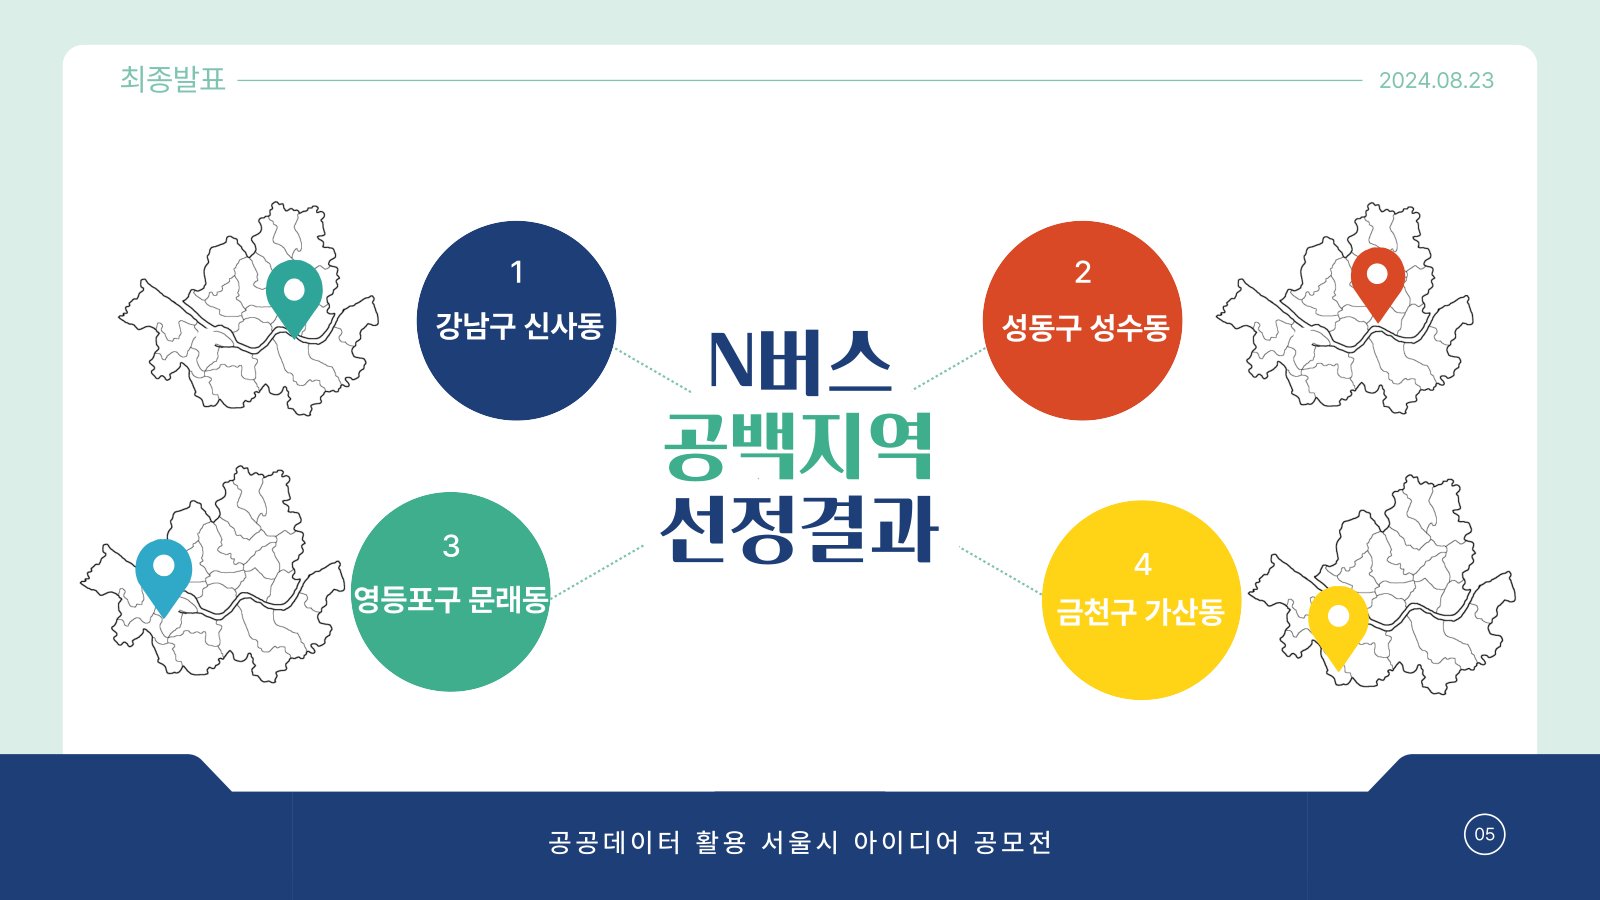 최종발표
2024.08.23
1
강남구 신사동
2
성동구 성수동
N버스
공백지역
선정결과
3
영등포구 문래동
4
금천구 가산동
공공데이터 활용 서울시 아이디어 공모전
05